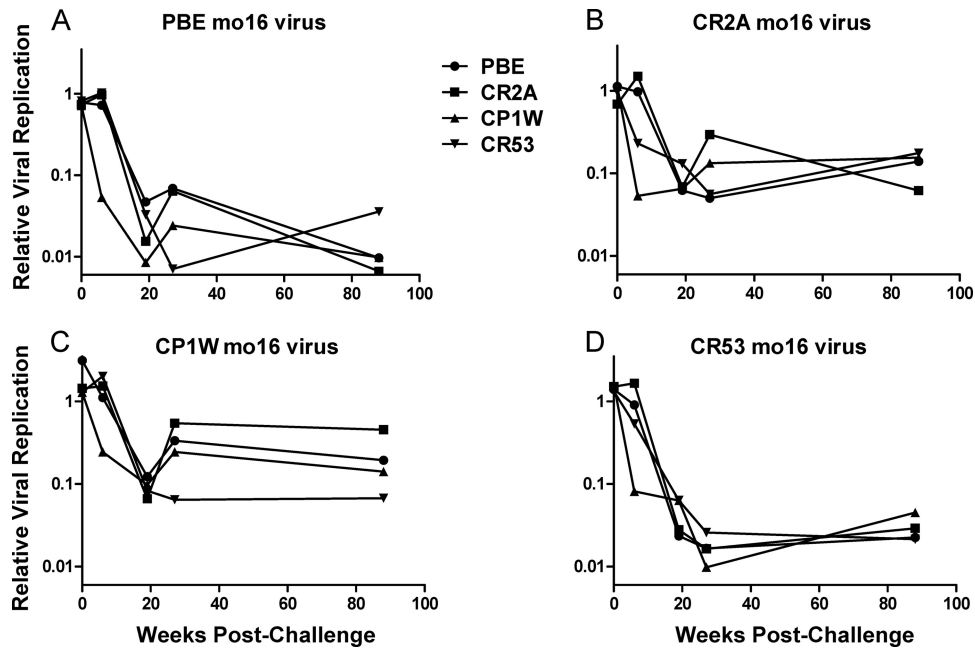 A
PBE mo16 virus
Relative Viral Replication
1
0.1
0.01
0 20 40 60 80 100
PBE
CR2A
CP1W
CR53
B
CR2A mo16 virus
1
0.1
0.01
0 20 40 60 80 100
C
CP1W mo16 virus
Relative Viral Replication
1
0.1
0.01
0 20 40 60 80 100
Weeks Post-Challenge
D
CR53 mo16 virus
1
0.1
0.01
0 20 40 60 80 100
Weeks Post-Challenge